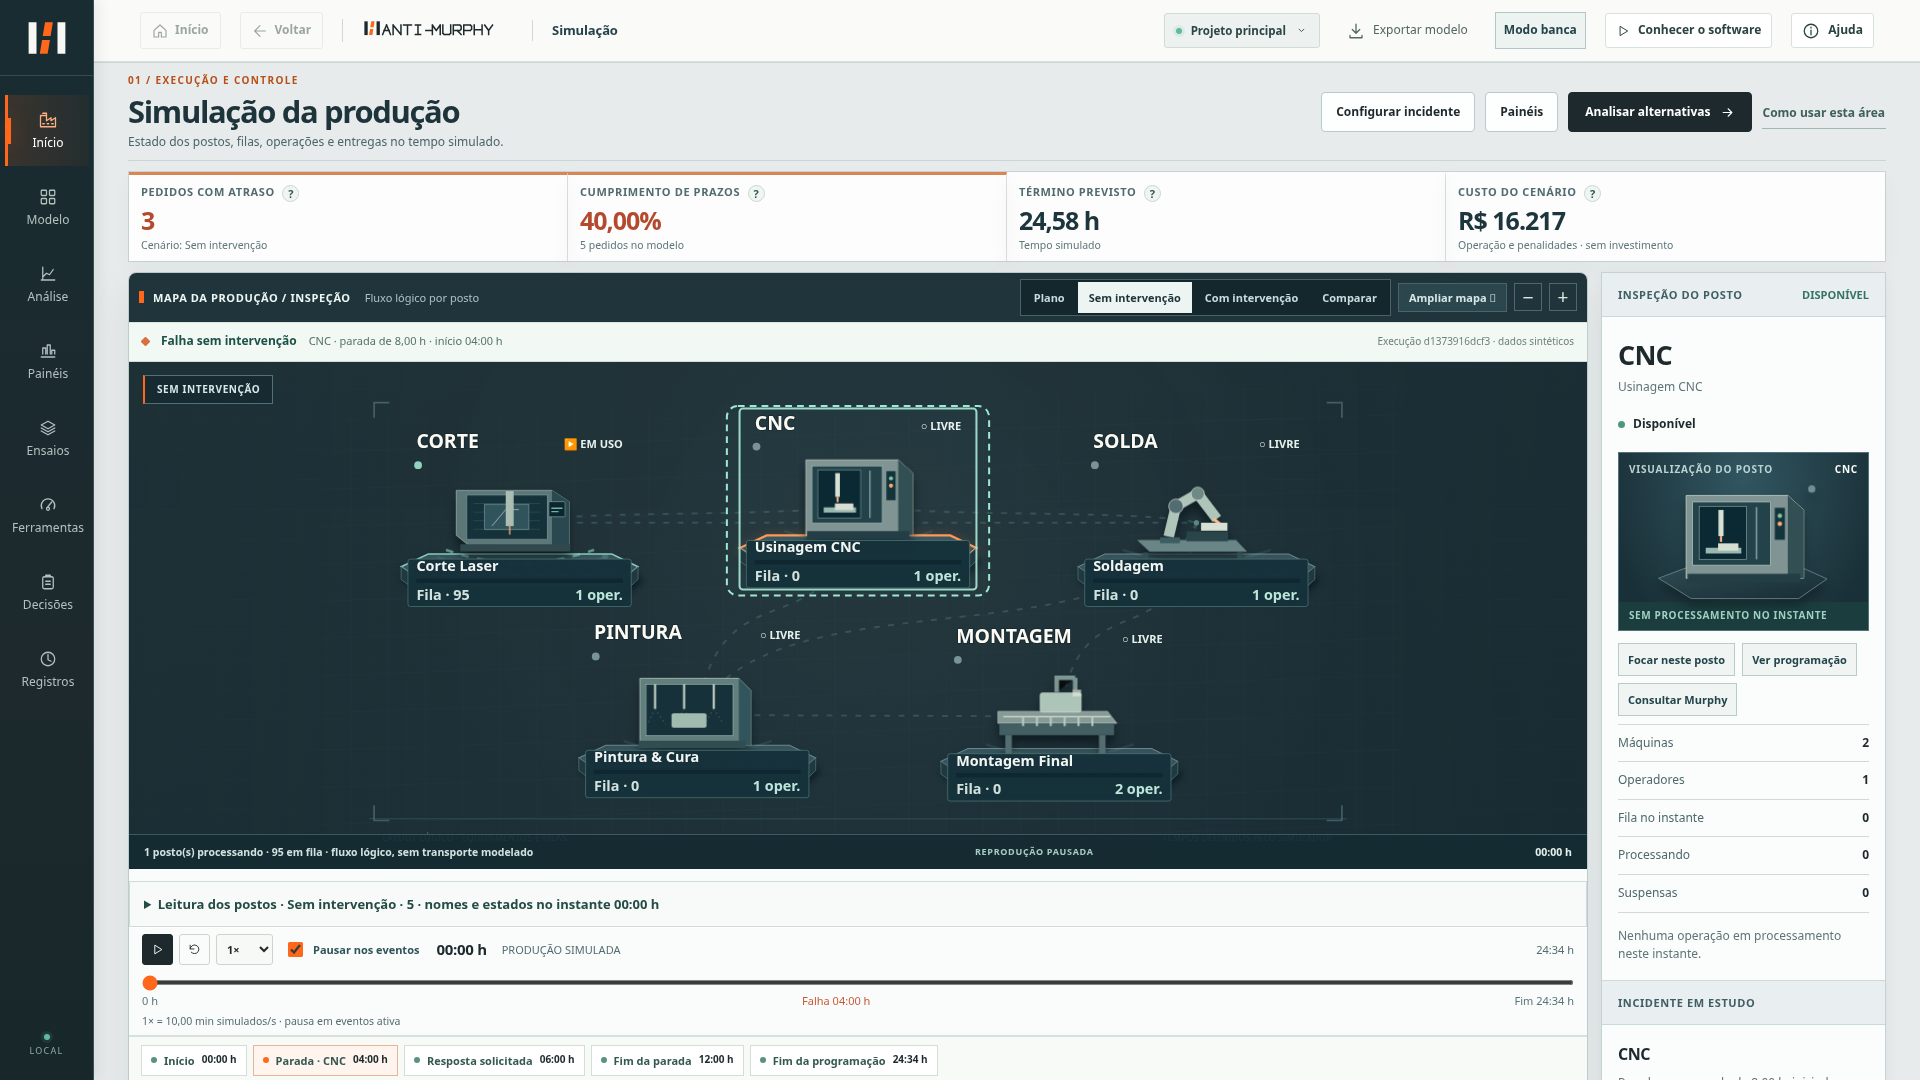 Início
Voltar
ANTI-MURPHY
Simulação
Projeto principal
Exportar modelo
Modo banca
Conhecer o software
Ajuda
Início
Modelo
Análise
Painéis
Ensaios
Ferramentas
Decisões
Registros
LOCAL
01 / EXECUÇÃO E CONTROLE
Simulação da produção
Estado dos postos, filas, operações e entregas no tempo simulado.
Configurar incidente
Painéis
Analisar alternativas →
Como usar esta área
PEDIDOS COM ATRASO ?
3
Cenário: Sem intervenção
CUMPRIMENTO DE PRAZOS ?
40,00%
5 pedidos no modelo
TÉRMINO PREVISTO ?
24,58 h
Tempo simulado
CUSTO DO CENÁRIO ?
R$ 16.217
Operação e penalidades · sem investimento
MAPA DA PRODUÇÃO / INSPEÇÃO Fluxo lógico por posto
Plano
Sem intervenção
Com intervenção
Comparar
Ampliar mapa
−
+
Falha sem intervenção CNC · parada de 8,00 h · início 04:00 h
Execução d1373916dcf3 · dados sintéticos
SEM INTERVENÇÃO
CORTE
EM USO
Corte Laser
Fila · 95 1 oper.
CNC
○ LIVRE
Usinagem CNC
Fila · 0 1 oper.
SOLDA
○ LIVRE
Soldagem
Fila · 0 1 oper.
PINTURA
○ LIVRE
Pintura & Cura
Fila · 0 1 oper.
MONTAGEM
○ LIVRE
Montagem Final
Fila · 0 2 oper.
1 posto(s) processando · 95 em fila · fluxo lógico, sem transporte modelado
REPRODUÇÃO PAUSADA
00:00 h
Leitura dos postos · Sem intervenção · 5 · nomes e estados no instante 00:00 h
1×
Pausar nos eventos
00:00 h
PRODUÇÃO SIMULADA
24:34 h
0 h
Falha 04:00 h
Fim 24:34 h
1× = 10,00 min simulados/s · pausa em eventos ativa
Início 00:00 h
Parada · CNC 04:00 h
Resposta solicitada 06:00 h
Fim da parada 12:00 h
Fim da programação 24:34 h
INSPEÇÃO DO POSTO
DISPONÍVEL
CNC
Usinagem CNC
Disponível
VISUALIZAÇÃO DO POSTO
CNC
SEM PROCESSAMENTO NO INSTANTE
Focar neste posto
Ver programação
Consultar Murphy
Máquinas 2
Operadores 1
Fila no instante 0
Processando 0
Suspensas 0
Nenhuma operação em processamento
neste instante.
INCIDENTE EM ESTUDO
CNC